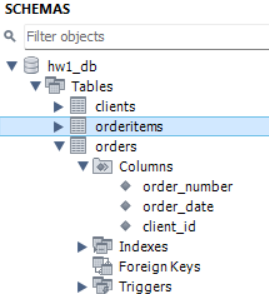 SCHEMAS
Filter objects
hw1_db
Tables
clients
orderitems
orders
Columns
order_number
order_date
client_id
Indexes
Foreign Keys
Triggers